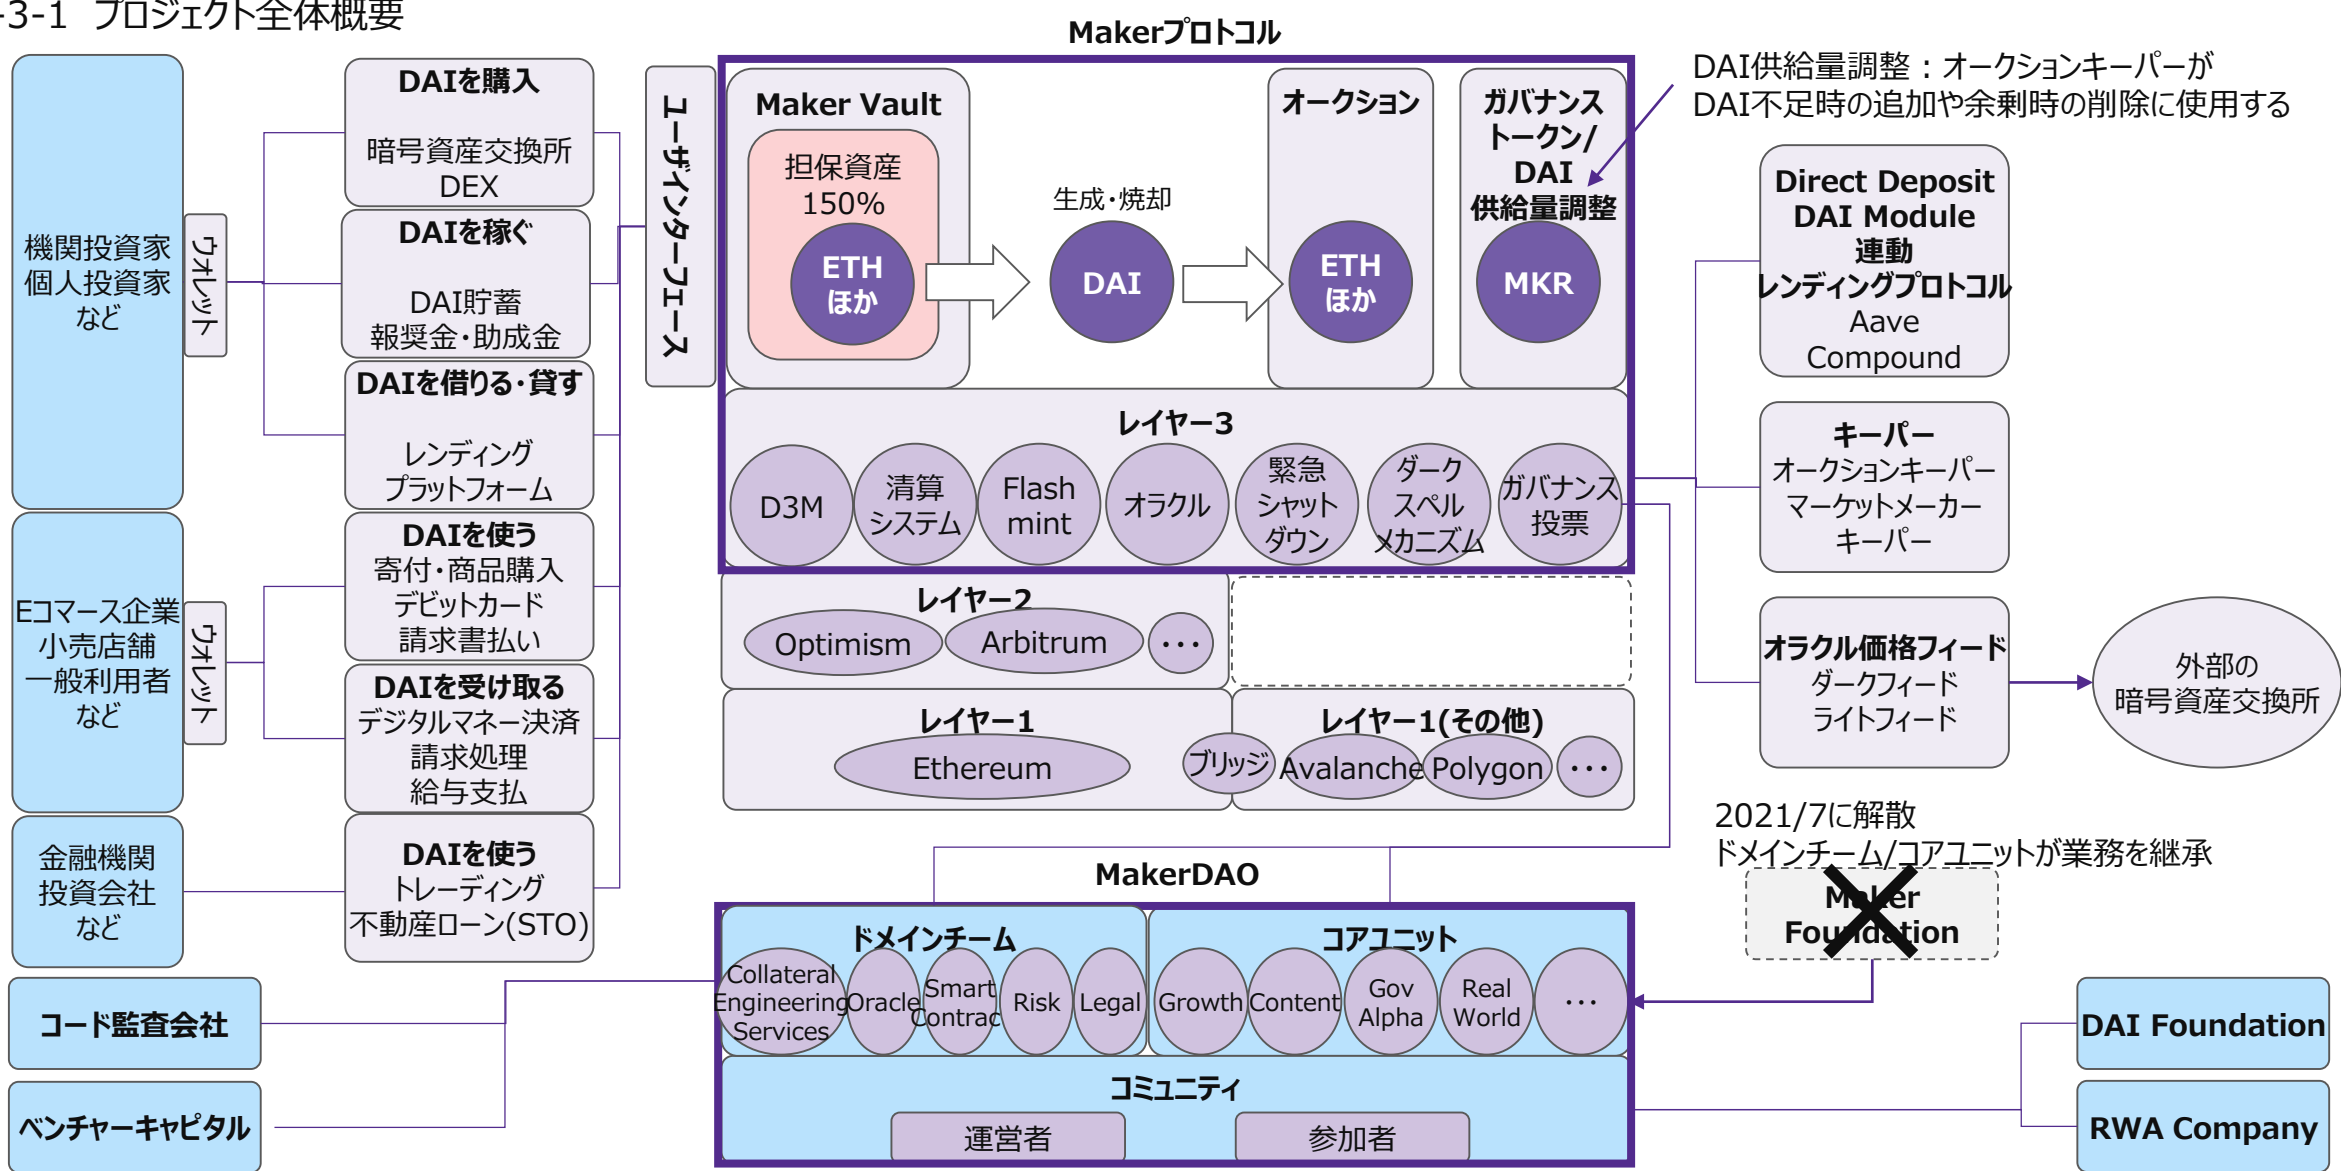 -3-1 プロジェクト全体概要
Makerプロトコル
DAI供給量調整：オークションキーパーが
DAI不足時の追加や余剰時の削除に使用する
機関投資家
個人投資家
など
ウォレット
Eコマース企業
小売店舗
一般利用者
など
ウォレット
金融機関
投資会社
など
コード監査会社
ベンチャーキャピタル
DAIを購入
暗号資産交換所
DEX
DAIを稼ぐ
DAI貯蓄
報奨金・助成金
DAIを借りる・貸す
レンディング
プラットフォーム
DAIを使う
寄付・商品購入
デビットカード
請求書払い
DAIを受け取る
デジタルマネー決済
請求処理
給与支払
DAIを使う
トレーディング
不動産ローン(STO)
ユーザインターフェース
Maker Vault
担保資産
150%
ETH
ほか
生成・焼却
DAI
オークション
ETH
ほか
ガバナンス
トークン/
DAI
供給量調整
MKR
レイヤー3
D3M
清算
システム
Flash
mint
オラクル
緊急
シャット
ダウン
ダーク
スペル
メカニズム
ガバナンス
投票
レイヤー2
Optimism
Arbitrum
・・・
レイヤー1
Ethereum
ブリッジ
レイヤー1(その他)
Avalanche
Polygon
・・・
Direct Deposit
DAI Module
連動
レンディングプロトコル
Aave
Compound
キーパー
オークションキーパー
マーケットメーカー
キーパー
オラクル価格フィード
ダークフィード
ライトフィード
外部の
暗号資産交換所
2021/7に解散
ドメインチーム/コアユニットが業務を継承
Maker
Foundation
MakerDAO
ドメインチーム
Collateral
Engineering
Services
Oracle
Smart
Contrac
Risk
Legal
コアユニット
Growth
Content
Gov
Alpha
Real
World
・・・
コミュニティ
運営者
参加者
DAI Foundation
RWA Company